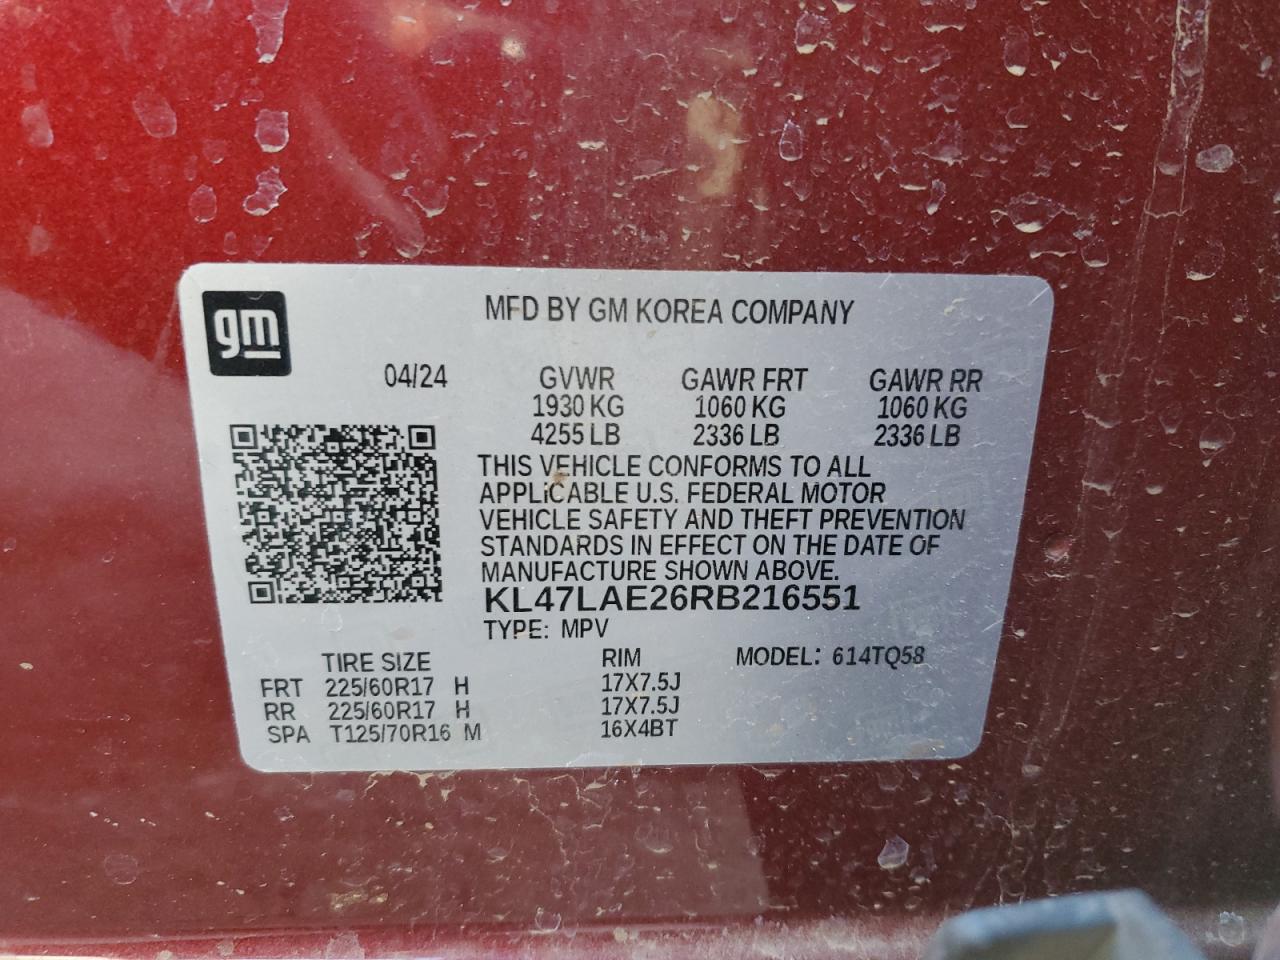 gm
MFD BY GM KOREA COMPANY
04/24 GVWR GAWR FRT GAWR RR
1930 KG 1060 KG 1060 KG
4255 LB 2336 LB 2336 LB
THIS VEHICLE CONFORMS TO ALL
APPLICABLE U.S. FEDERAL MOTOR
VEHICLE SAFETY AND THEFT PREVENTION
STANDARDS IN EFFECT ON THE DATE OF
MANUFACTURE SHOWN ABOVE.
KL47LAE26RB216551
TYPE: MPV
TIRE SIZE RIM MODEL: 614TQ58
FRT 225/60R17 H 17X7.5J
RR 225/60R17 H 17X7.5J
SPA T125/70R16 M 16X4BT